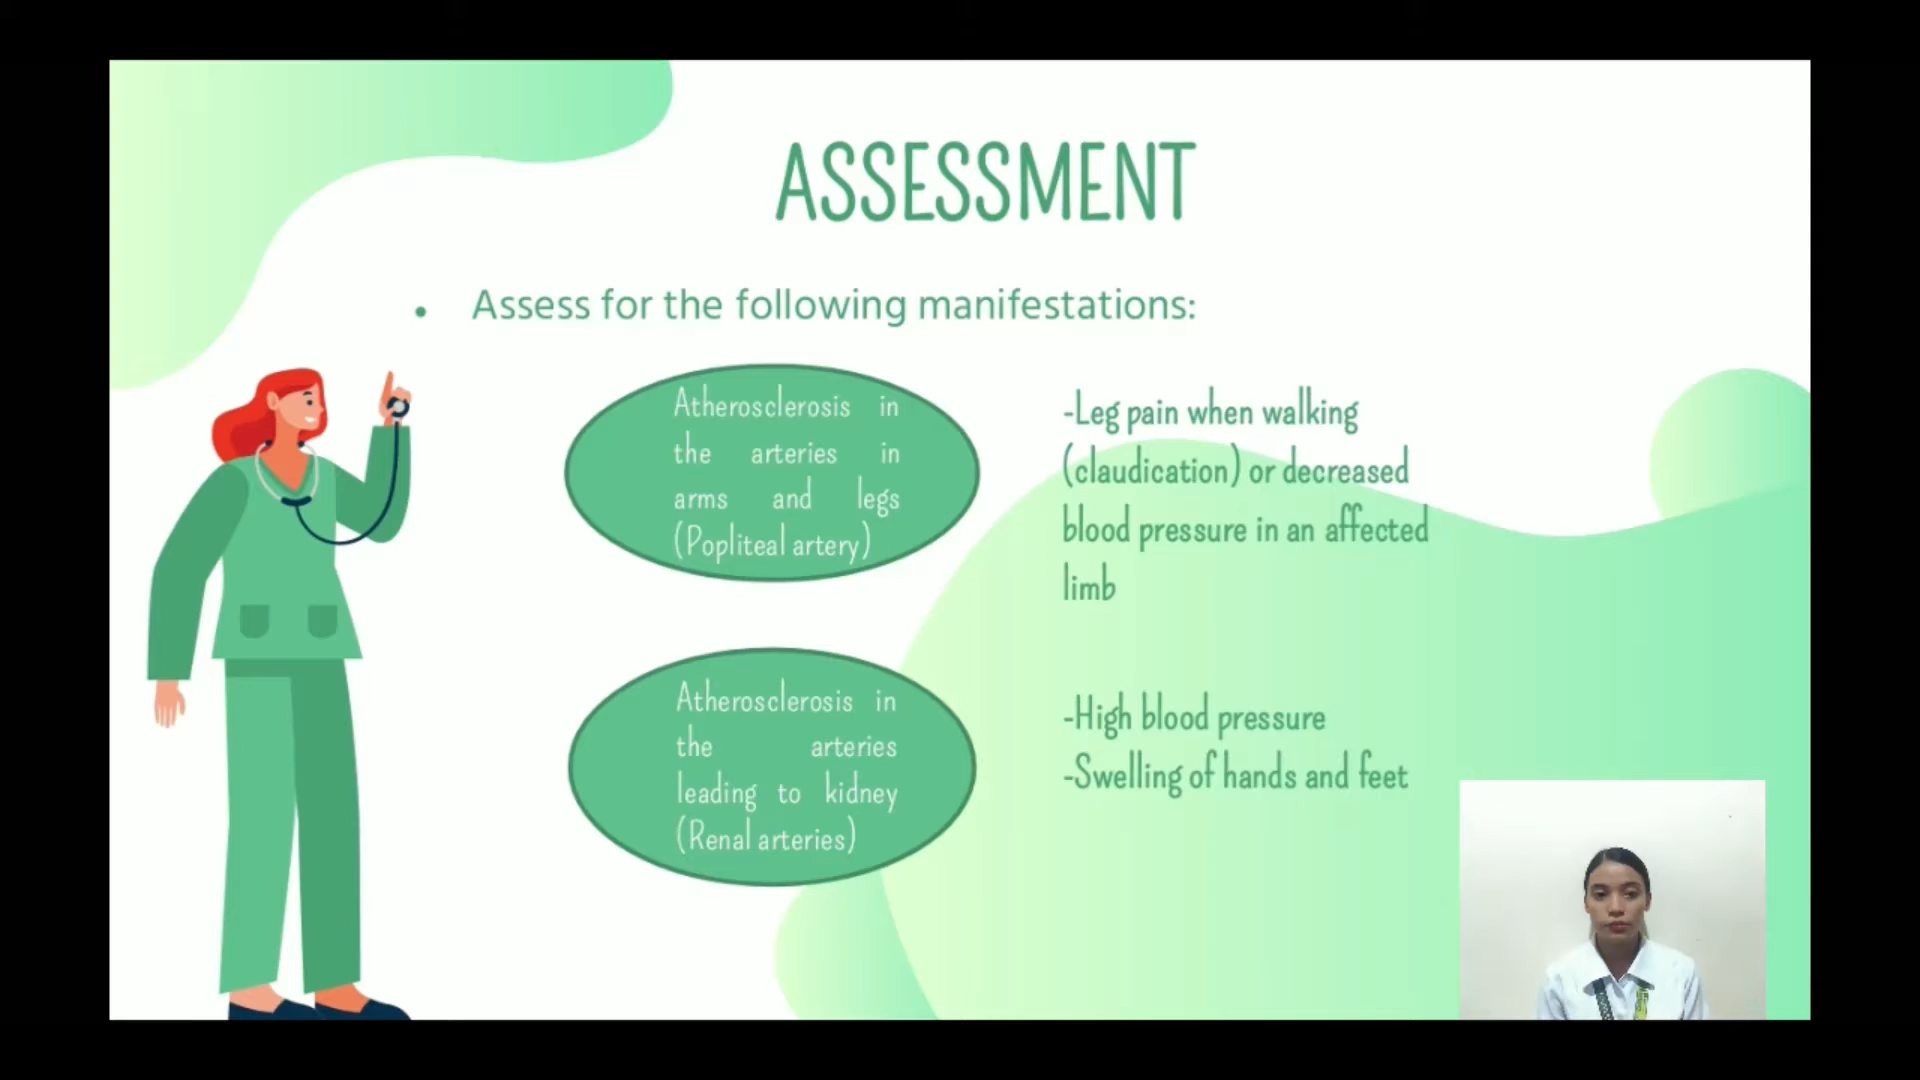 ASSESSMENT
• Assess for the following manifestations:
Atherosclerosis in
the arteries in
arms and legs
(Popliteal artery)
-Leg pain when walking
(claudication) or decreased
blood pressure in an affected
limb
Atherosclerosis in
the arteries
leading to kidney
(Renal arteries)
-High blood pressure
-Swelling of hands and feet